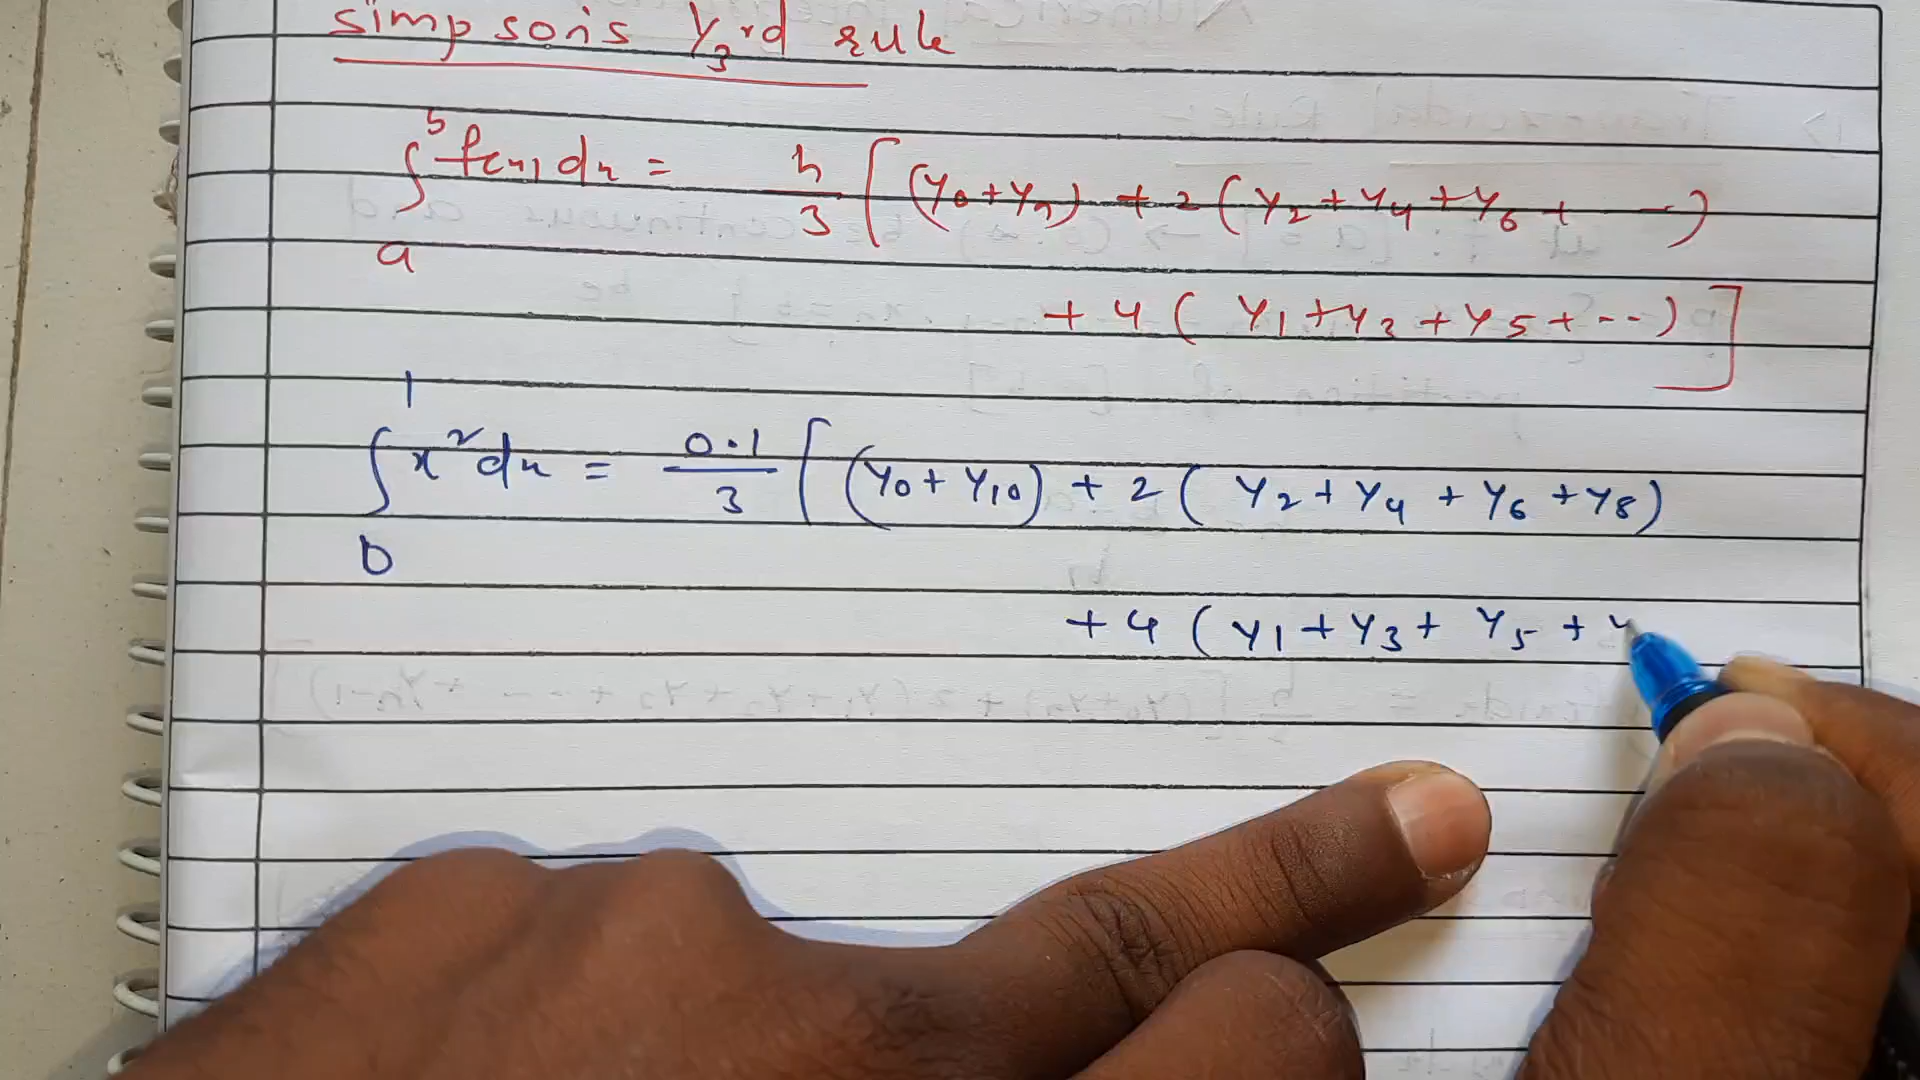 simpson's 1/3rd rule
∫ₐᵇ f(x) dx = h/3 [(y₀ + yₙ) + 2 (y₂ + y₄ + y₆ + ---)
+ 4 ( y₁ + y₃ + y₅ + ---) ]
∫₀¹ x² dx = 0.1/3 [ (y₀ + y₁₀) + 2 ( y₂ + y₄ + y₆ + y₈)
+ 4 ( y₁ + y₃ + y₅ + y